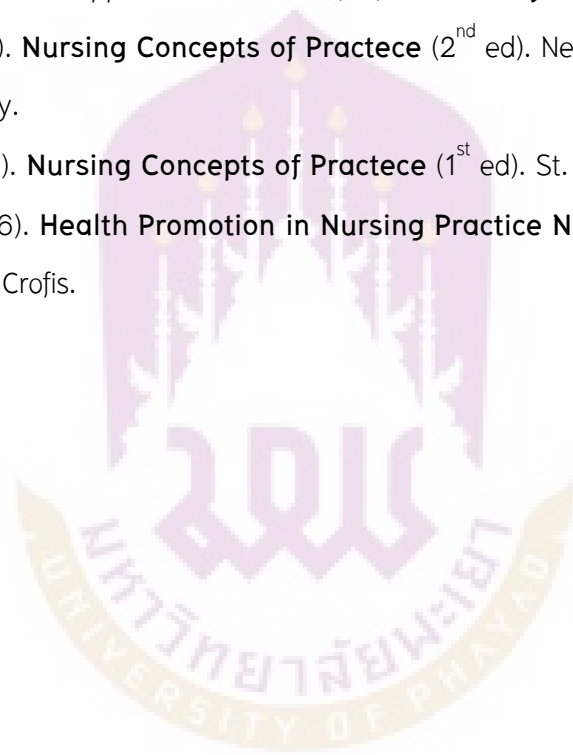 ). Nursing Concepts of Practece (2nd ed). Ne
y.
). Nursing Concepts of Practece (1st ed). St.
6). Health Promotion in Nursing Practice N
Crofis.
มหาวิทยาลัยพะเยา
UNIVERSITY OF PHAYAO